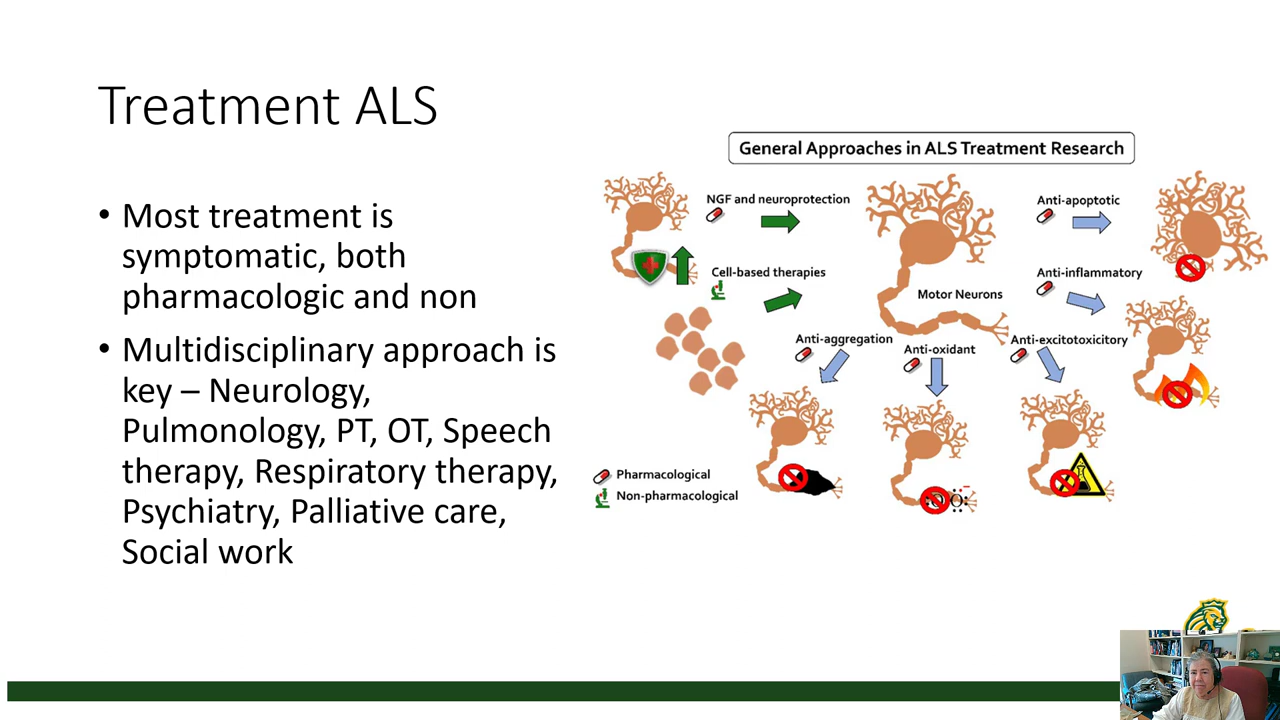 Treatment ALS
• Most treatment is
symptomatic, both
pharmacologic and non
• Multidisciplinary approach is
key – Neurology,
Pulmonology, PT, OT, Speech
therapy, Respiratory therapy,
Psychiatry, Palliative care,
Social work
General Approaches in ALS Treatment Research
NGF and neuroprotection
Anti-apoptotic
Cell-based therapies
Anti-inflammatory
Motor Neurons
Anti-aggregation
Anti-oxidant
Anti-excitotoxicitory
Pharmacological
Non-pharmacological